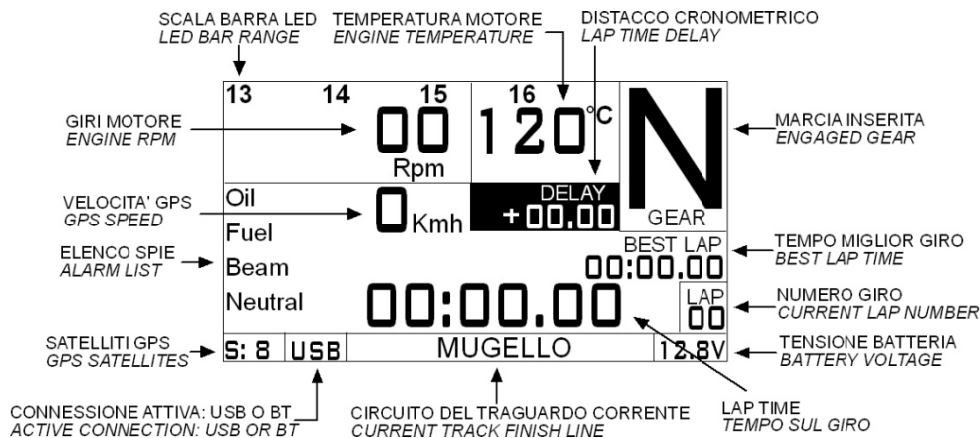 SCALA BARRA LED
LED BAR RANGE
TEMPERATURA MOTORE
ENGINE TEMPERATURE
DISTACCO CRONOMETRICO
LAP TIME DELAY
13 14 15 16
GIRI MOTORE
ENGINE RPM
00
Rpm
120°C
N
GEAR
MARCIA INSERITA
ENGAGED GEAR
VELOCITA' GPS
GPS SPEED
0 Kmh
DELAY
+00.00
ELENCO SPIE
ALARM LIST
Oil
Fuel
Beam
Neutral
BEST LAP
00:00.00
TEMPO MIGLIOR GIRO
BEST LAP TIME
00:00.00
LAP
00
NUMERO GIRO
CURRENT LAP NUMBER
SATELLITI GPS
GPS SATELLITES
S: 8 USB MUGELLO 12.8V
TENSIONE BATTERIA
BATTERY VOLTAGE
CONNESSIONE ATTIVA: USB O BT
ACTIVE CONNECTION: USB OR BT
CIRCUITO DEL TRAGUARDO CORRENTE
CURRENT TRACK FINISH LINE
LAP TIME
TEMPO SUL GIRO